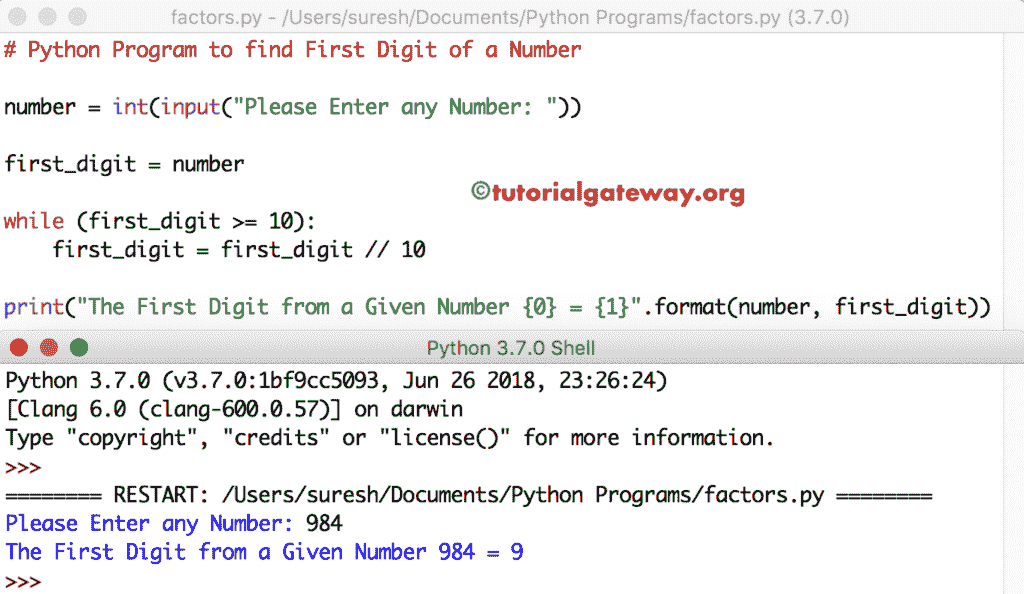 factors.py - /Users/suresh/Documents/Python Programs/factors.py (3.7.0)
# Python Program to find First Digit of a Number
number = int(input("Please Enter any Number: "))
first_digit = number
©tutorialgateway.org
while (first_digit >= 10):
    first_digit = first_digit // 10
print("The First Digit from a Given Number {0} = {1}".format(number, first_digit))
Python 3.7.0 Shell
Python 3.7.0 (v3.7.0:1bf9cc5093, Jun 26 2018, 23:26:24)
[Clang 6.0 (clang-600.0.57)] on darwin
Type "copyright", "credits" or "license()" for more information.
>>>
======== RESTART: /Users/suresh/Documents/Python Programs/factors.py ========
Please Enter any Number: 984
The First Digit from a Given Number 984 = 9
>>>